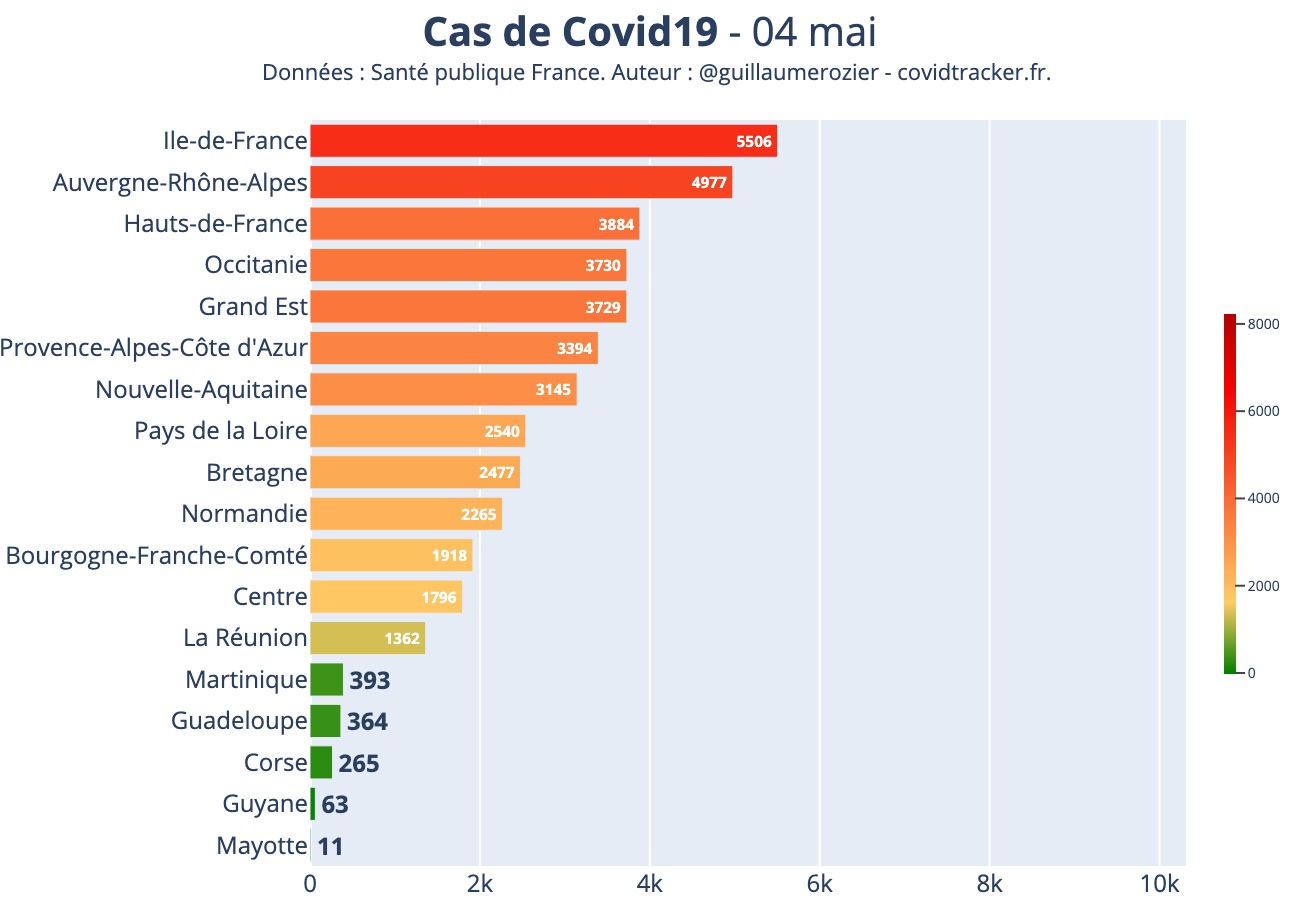 Cas de Covid19 - 04 mai
Données : Santé publique France. Auteur : @guillaumerozier - covidtracker.fr.
Ile-de-France 5506
Auvergne-Rhône-Alpes 4977
Hauts-de-France 3884
Occitanie 3730
Grand Est 3729
Provence-Alpes-Côte d'Azur 3394
Nouvelle-Aquitaine 3145
Pays de la Loire 2540
Bretagne 2477
Normandie 2265
Bourgogne-Franche-Comté 1918
Centre 1796
La Réunion 1362
Martinique 393
Guadeloupe 364
Corse 265
Guyane 63
Mayotte 11
0 2k 4k 6k 8k 10k
8000
6000
4000
2000
0